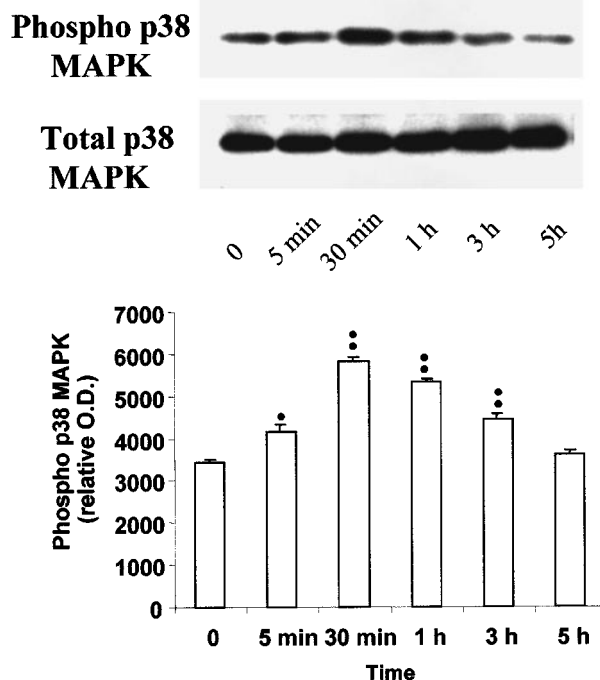 Phospho p38
MAPK
Total p38
MAPK
0 5 min 30 min 1 h 3 h 5h
7000
6000
5000
4000
3000
2000
1000
0
Phospho p38 MAPK
(relative O.D.)
0 5 min 30 min 1 h 3 h 5 h
Time